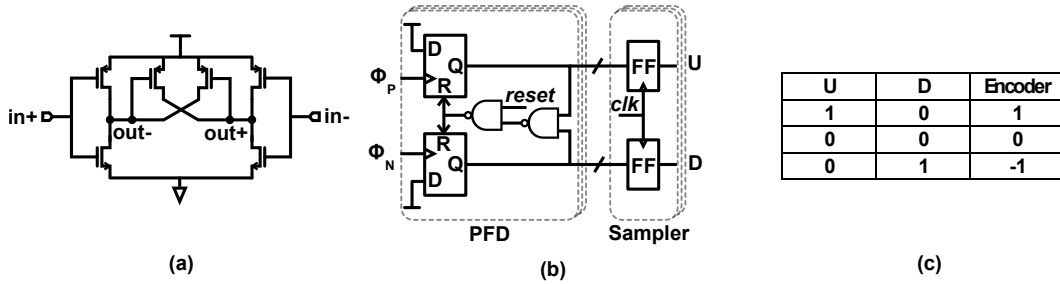 in+
out-
out+
in-
(a)
D
Q
R
Φ_P
reset
R
Q
D
Φ_N
PFD
FF
U
clk
FF
D
Sampler
(b)
U D Encoder
1 0 1
0 0 0
0 1 -1
(c)